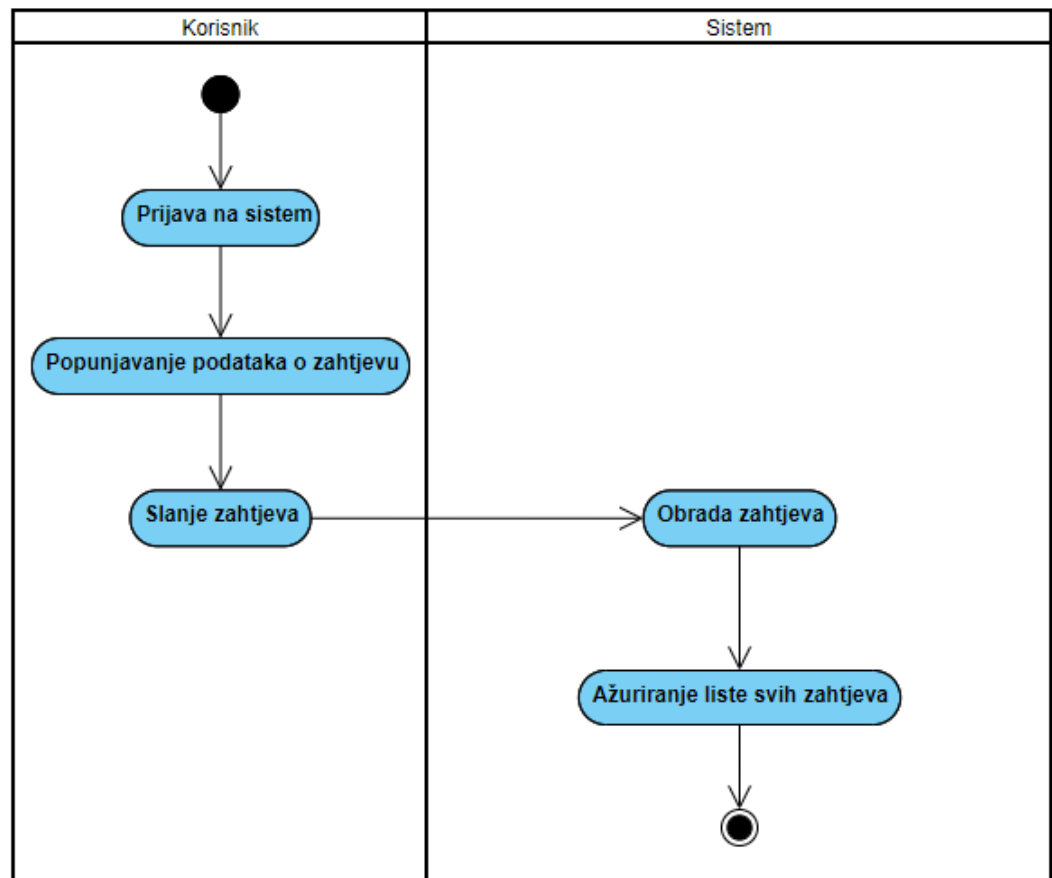 Korisnik
Sistem
Prijava na sistem
Popunjavanje podataka o zahtjevu
Slanje zahtjeva
Obrada zahtjeva
Ažuriranje liste svih zahtjeva